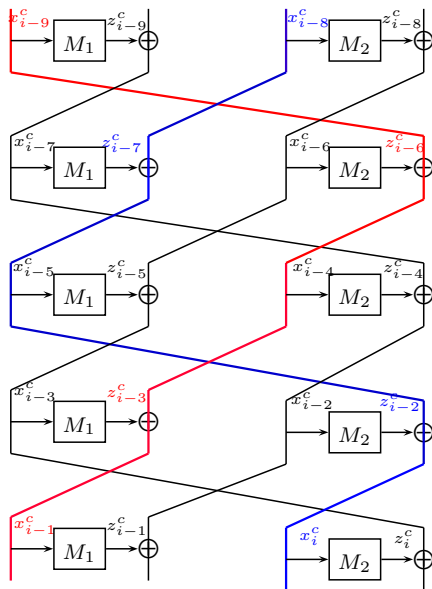 x^c_{i-9} z^c_{i-9} x^c_{i-8} z^c_{i-8}
M_1 M_2
x^c_{i-7} z^c_{i-7} x^c_{i-6} z^c_{i-6}
M_1 M_2
x^c_{i-5} z^c_{i-5} x^c_{i-4} z^c_{i-4}
M_1 M_2
x^c_{i-3} z^c_{i-3} x^c_{i-2} z^c_{i-2}
M_1 M_2
x^c_{i-1} z^c_{i-1} x^c_i z^c_i
M_1 M_2